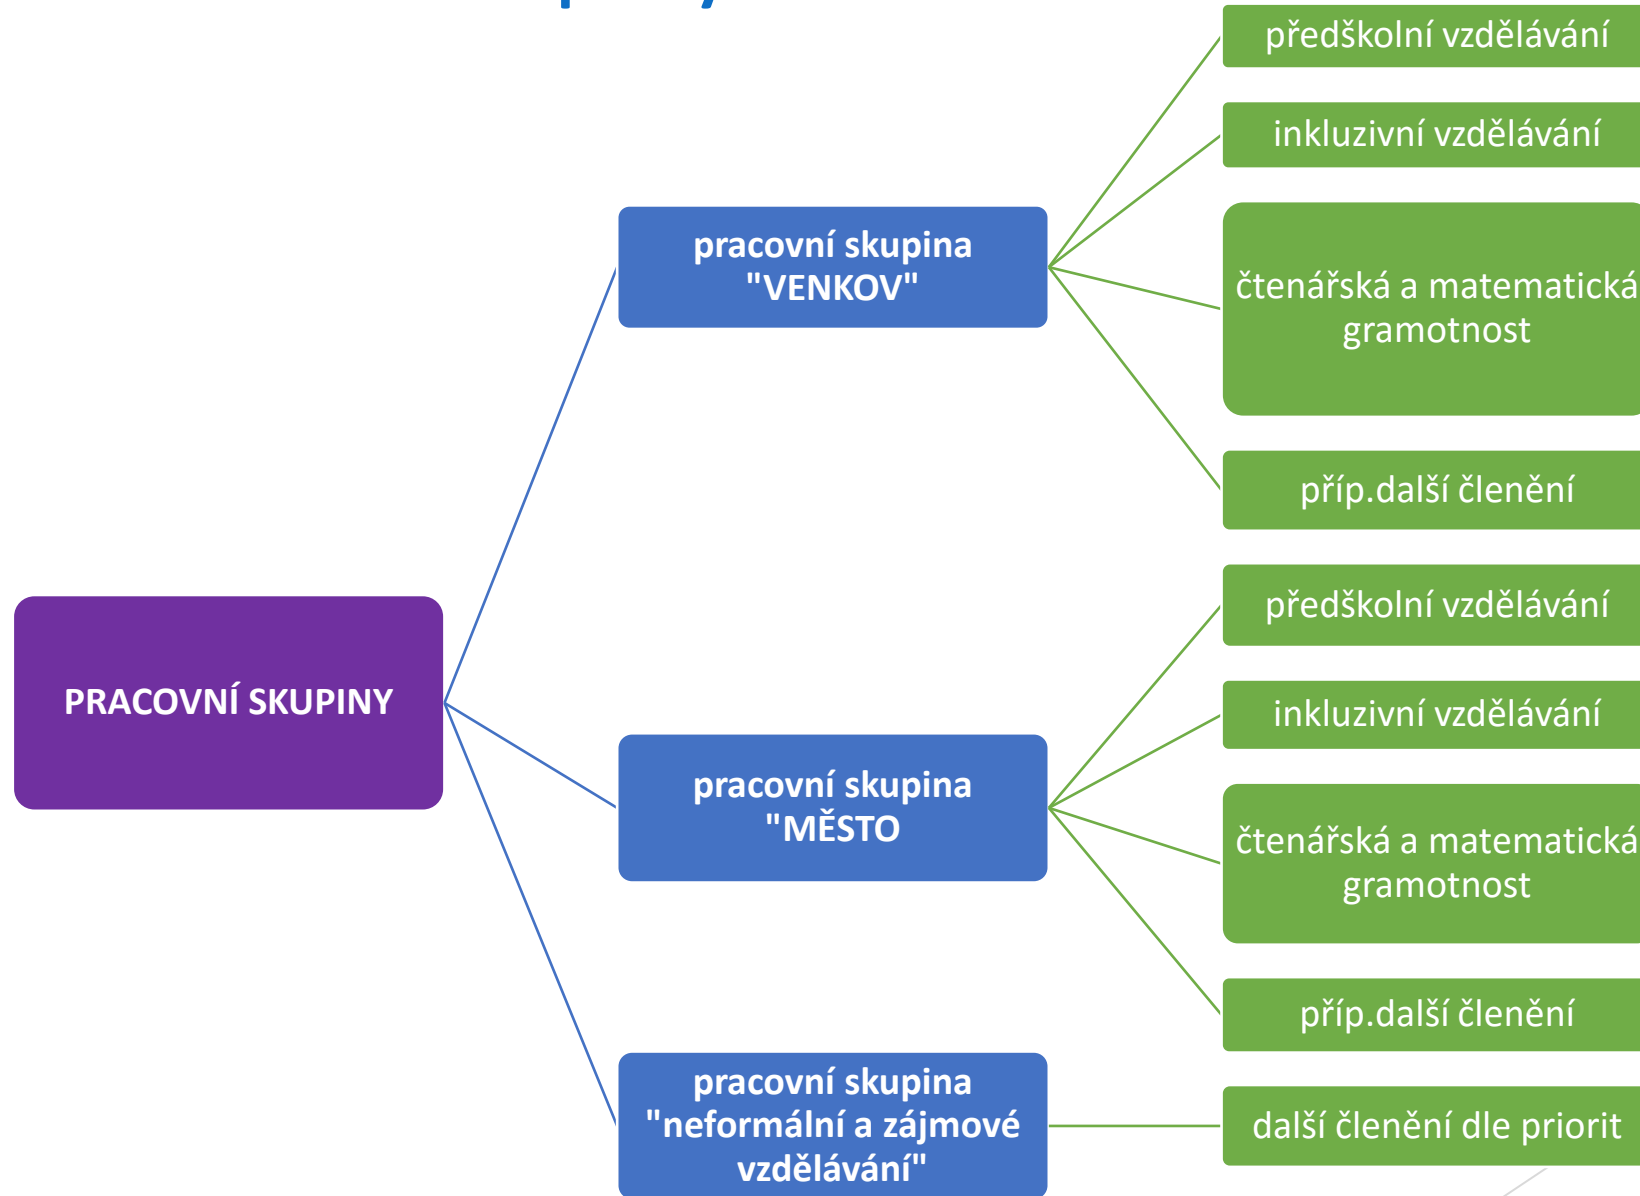 předškolní vzdělávání
inkluzivní vzdělávání
pracovní skupina
"VENKOV"
čtenářská a matematická
gramotnost
příp.další členění
předškolní vzdělávání
PRACOVNÍ SKUPINY
inkluzivní vzdělávání
pracovní skupina
"MĚSTO
čtenářská a matematická
gramotnost
příp.další členění
pracovní skupina
"neformální a zájmové
vzdělávání"
další členění dle priorit